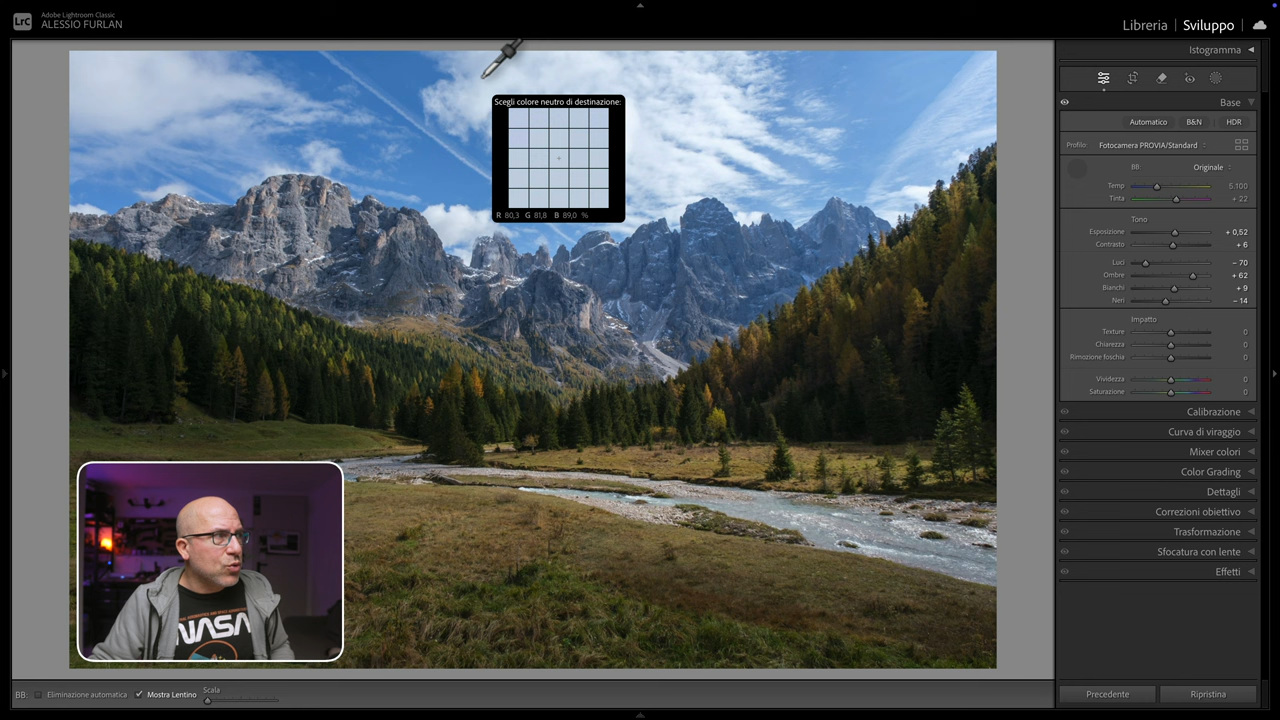 LrC
Adobe Lightroom Classic
ALESSIO FURLAN
Libreria | Sviluppo
Istogramma
Base
Automatico B&N HDR
Profilo: Fotocamera PROVIA/Standard
BB: Originale
Temp 5.100
Tinta + 22
Tono
Esposizione + 0,52
Contrasto + 6
Luci − 70
Ombre + 62
Bianchi + 9
Neri − 14
Impatto
Texture 0
Chiarezza 0
Rimozione foschia 0
Vividezza 0
Saturazione 0
Calibrazione
Curva di viraggio
Mixer colori
Color Grading
Dettagli
Correzioni obiettivo
Trasformazione
Sfocatura con lente
Effetti
Precedente Ripristina
Scegli colore neutro di destinazione:
R 80,3 G 81,8 B 89,0 %
NASA
BB: Eliminazione automatica Mostra Lentino Scala